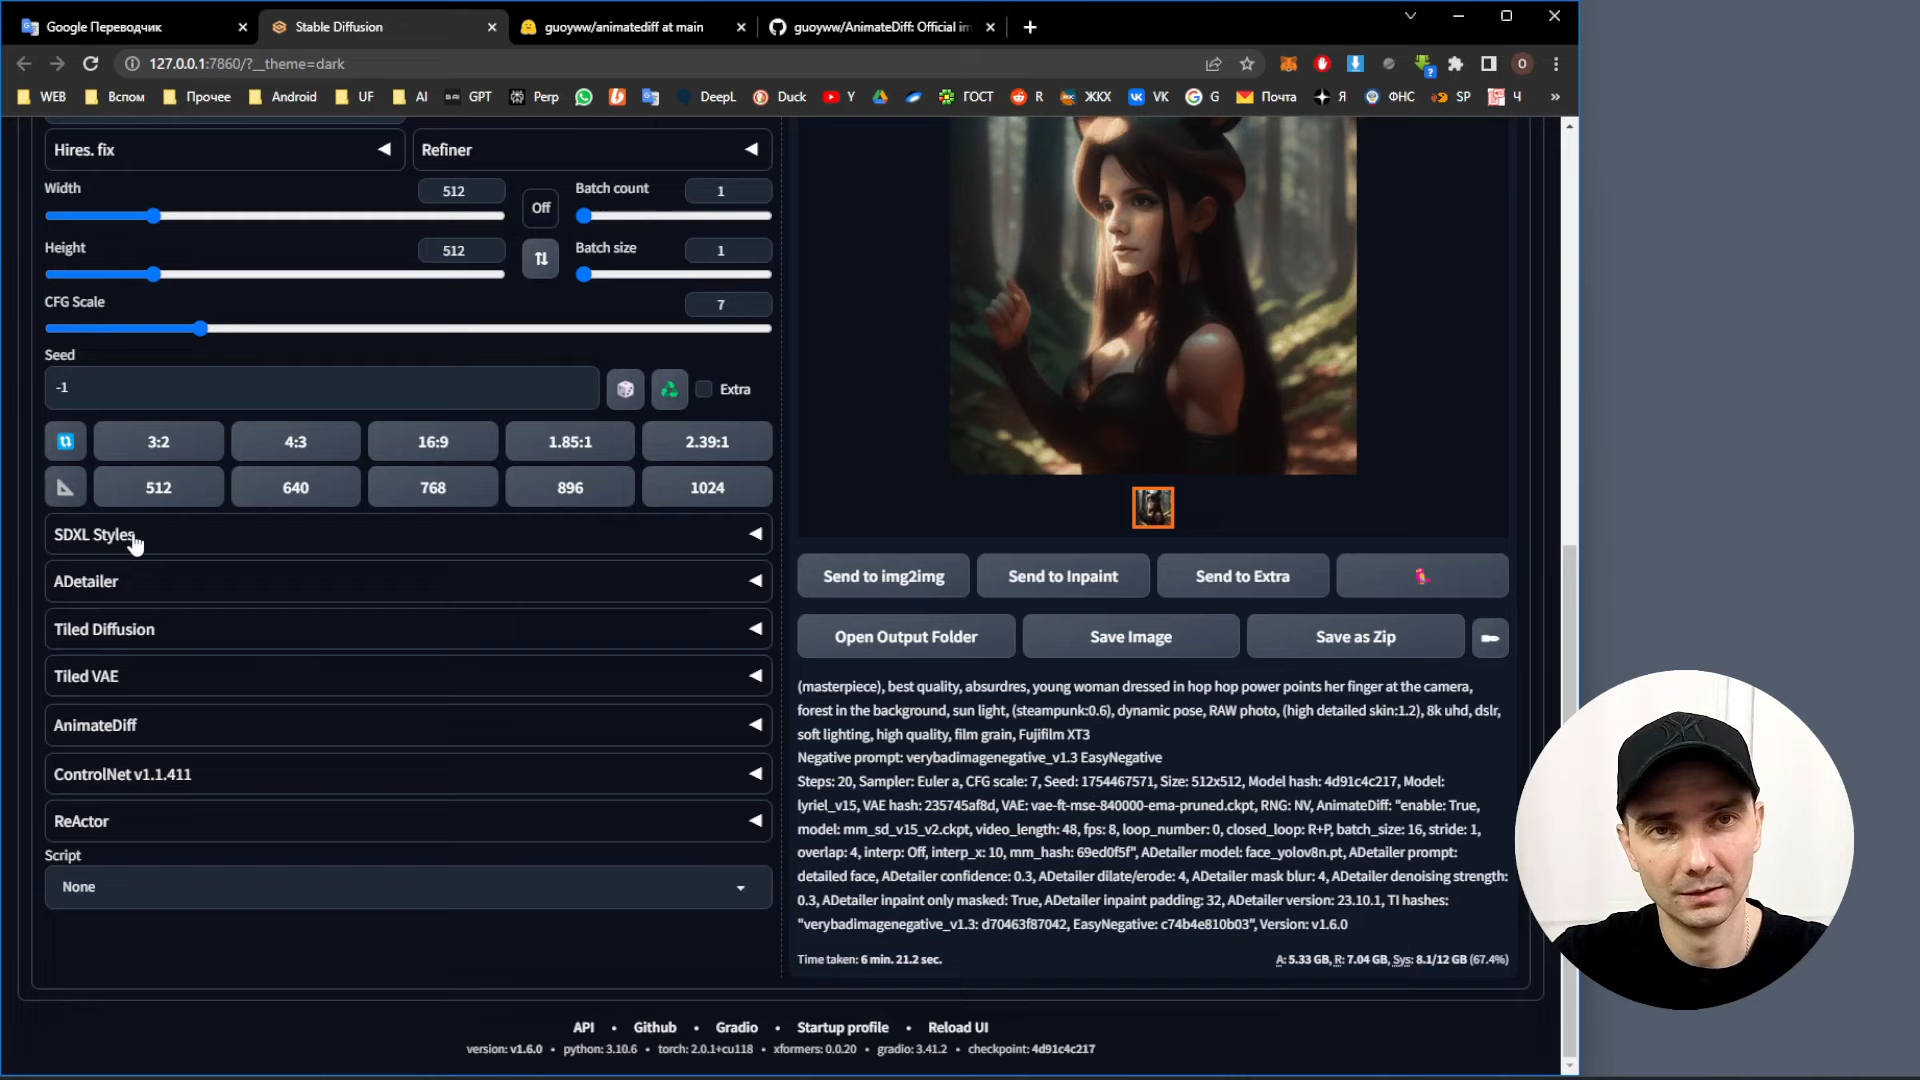 Google Переводчик
Stable Diffusion
guoyww/animatediff at main
guoyww/AnimateDiff: Official im
127.0.0.1:7860/?__theme=dark
O
WEB
Вспом
Прочее
Android
UF
AI
GPT
Perp
DeepL
Duck
Y
ГОСТ
R
ЖКХ
VK
G
Почта
Я
ФНС
SP
Ч
»
Hires. fix
Refiner
Width
512
Off
Batch count
1
Height
512
Batch size
1
CFG Scale
7
Seed
-1
Extra
3:2
4:3
16:9
1.85:1
2.39:1
512
640
768
896
1024
SDXL Styles
ADetailer
Tiled Diffusion
Tiled VAE
AnimateDiff
ControlNet v1.1.411
ReActor
Script
None
Send to img2img
Send to Inpaint
Send to Extra
Open Output Folder
Save Image
Save as Zip
(masterpiece), best quality, absurdres, young woman dressed in hop hop power points her finger at the camera,
forest in the background, sun light, (steampunk:0.6), dynamic pose, RAW photo, (high detailed skin:1.2), 8k uhd, dslr,
soft lighting, high quality, film grain, Fujifilm XT3
Negative prompt: verybadimagenegative_v1.3 EasyNegative
Steps: 20, Sampler: Euler a, CFG scale: 7, Seed: 1754467571, Size: 512x512, Model hash: 4d91c4c217, Model:
lyriel_v15, VAE hash: 235745af8d, VAE: vae-ft-mse-840000-ema-pruned.ckpt, RNG: NV, AnimateDiff: "enable: True,
model: mm_sd_v15_v2.ckpt, video_length: 48, fps: 8, loop_number: 0, closed_loop: R+P, batch_size: 16, stride: 1,
overlap: 4, interp: Off, interp_x: 10, mm_hash: 69ed0f5f", ADetailer model: face_yolov8n.pt, ADetailer prompt:
detailed face, ADetailer confidence: 0.3, ADetailer dilate/erode: 4, ADetailer mask blur: 4, ADetailer denoising strength:
0.3, ADetailer inpaint only masked: True, ADetailer inpaint padding: 32, ADetailer version: 23.10.1, TI hashes:
"verybadimagenegative_v1.3: d70463f87042, EasyNegative: c74b4e810b03", Version: v1.6.0
Time taken: 6 min. 21.2 sec.
A: 5.33 GB, R: 7.04 GB, Sys: 8.1/12 GB (67.4%)
API • Github • Gradio • Startup profile • Reload UI
version: v1.6.0 • python: 3.10.6 • torch: 2.0.1+cu118 • xformers: 0.0.20 • gradio: 3.41.2 • checkpoint: 4d91c4c217